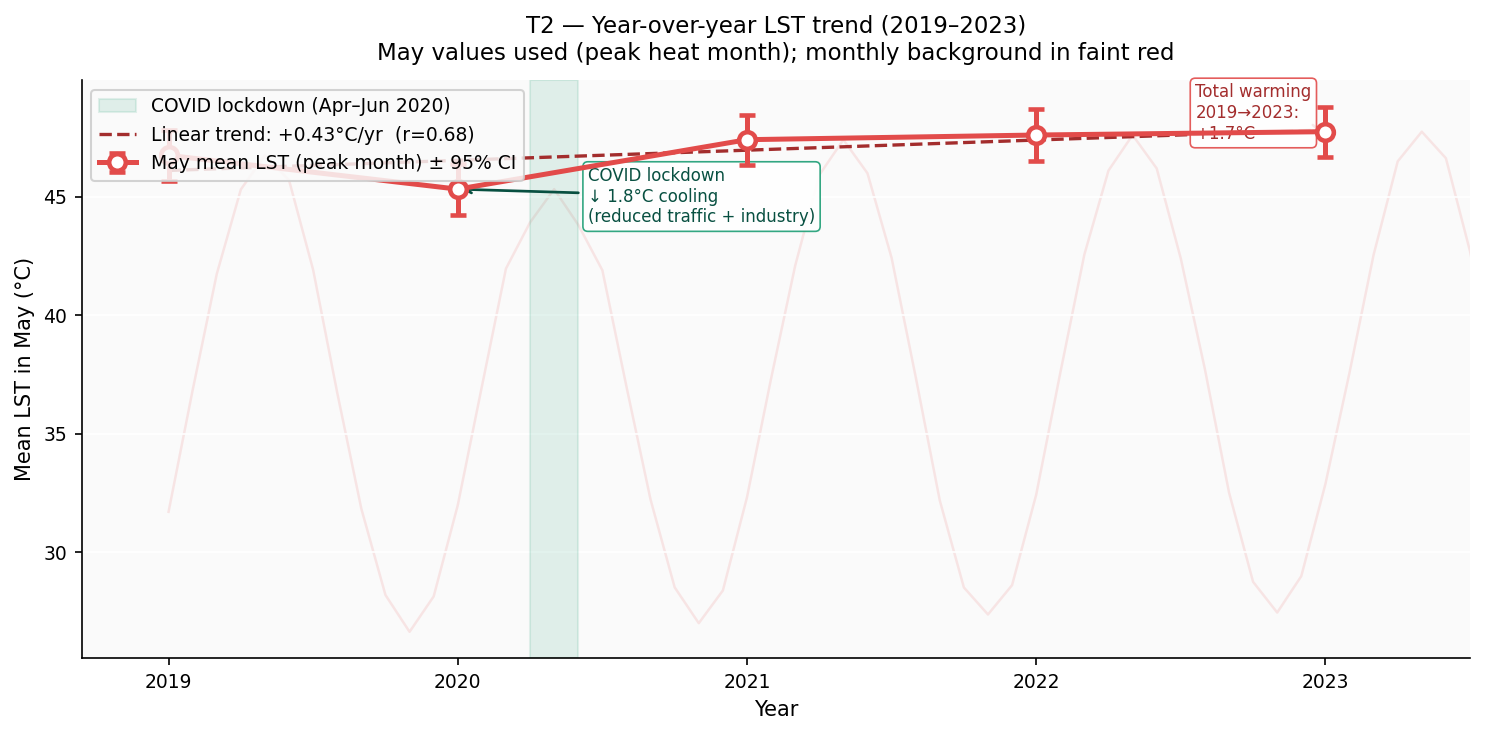 T2 — Year-over-year LST trend (2019–2023)
May values used (peak heat month); monthly background in faint red
COVID lockdown (Apr–Jun 2020)
Linear trend: +0.43°C/yr  (r=0.68)
May mean LST (peak month) ± 95% CI
Total warming
2019→2023:
+1.7°C
COVID lockdown
↓ 1.8°C cooling
(reduced traffic + industry)
Mean LST in May (°C)
45
40
35
30
2019
2020
2021
2022
2023
Year